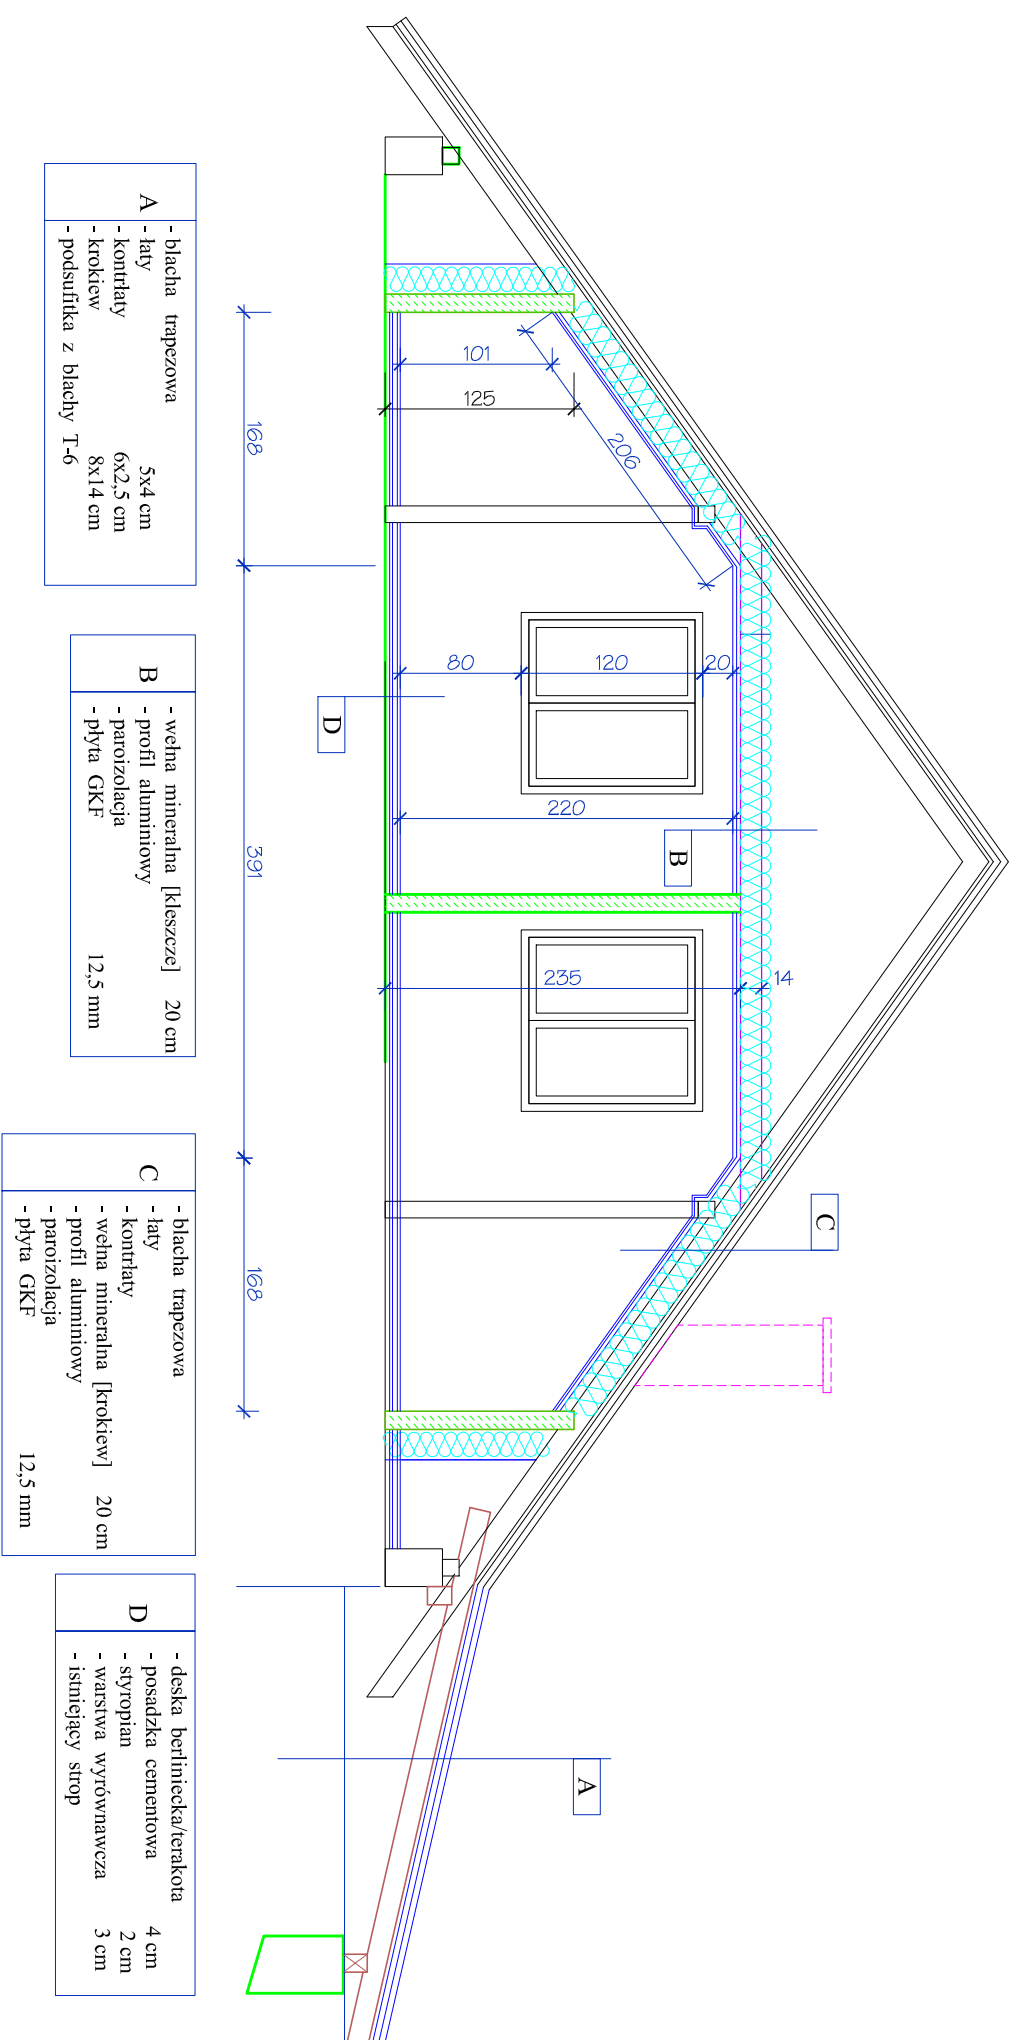 C
B
D
A
14
235
220
20
120
80
206
125
101
168
391
168
A
- blacha trapezowa
- łaty 5x4 cm
- kontrłaty 6x2,5 cm
- krokiew 8x14 cm
- podsufitka z blachy T-6
B
- wełna mineralna [kleszcze] 20 cm
- profil aluminiowy
- paroizolacja
- płyta GKF 12,5 mm
C
- blacha trapezowa
- łaty
- kontrłaty
- wełna mineralna [krokiew] 20 cm
- profil aluminiowy
- paroizolacja
- płyta GKF 12,5 mm
D
- deska berliniecka/terakota
- posadzka cementowa 4 cm
- styropian 2 cm
- warstwa wyrównawcza 3 cm
- istniejący strop